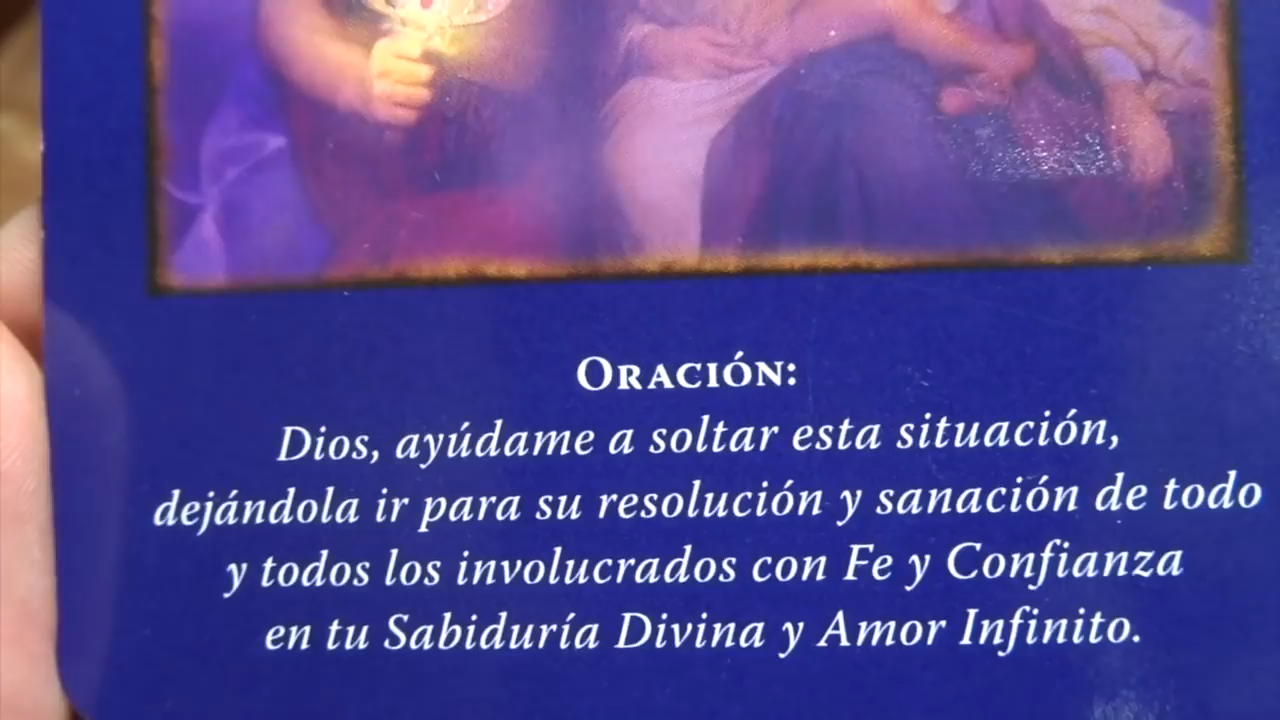 ORACIÓN:
Dios, ayúdame a soltar esta situación,
dejándola ir para su resolución y sanación de todo
y todos los involucrados con Fe y Confianza
en tu Sabiduría Divina y Amor Infinito.